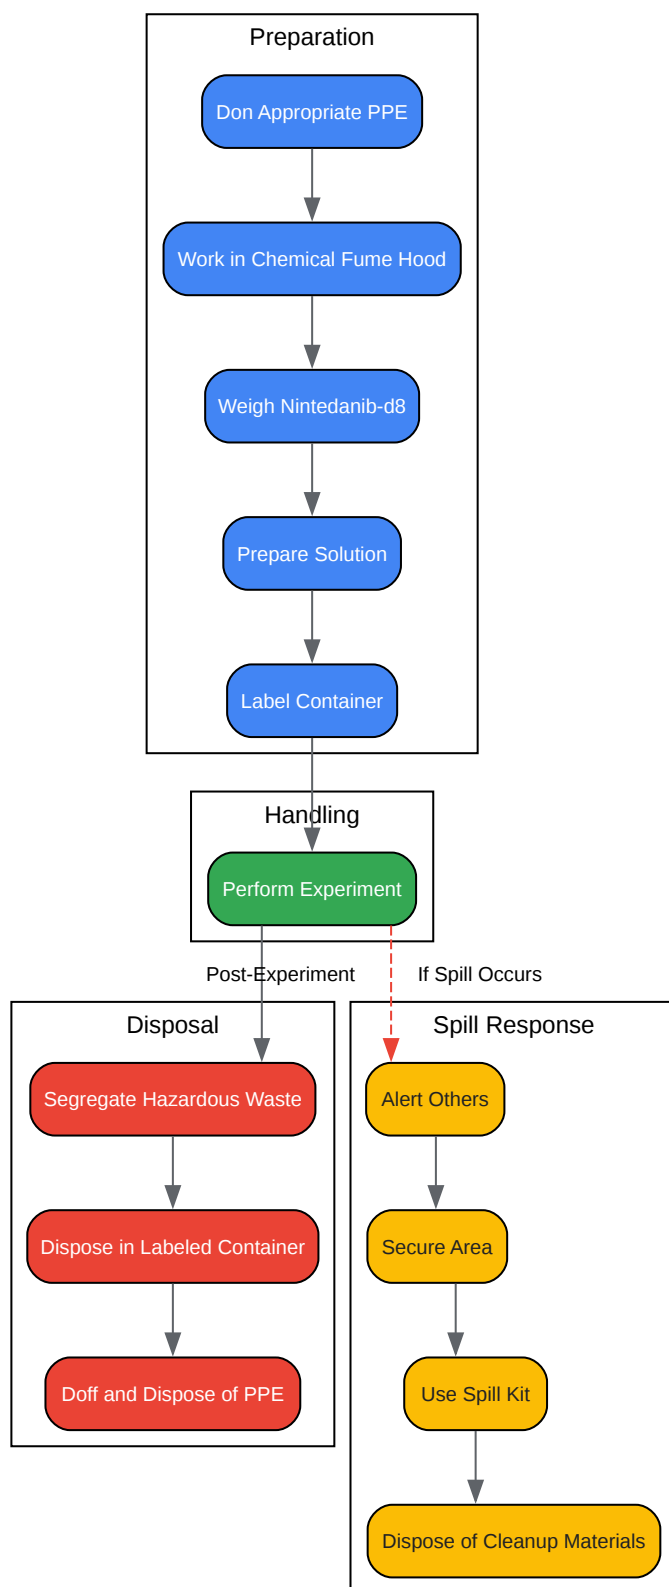 Preparation
Don Appropriate PPE
Work in Chemical Fume Hood
Weigh Nintedanib-d8
Prepare Solution
Label Container
Handling
Perform Experiment
Post-Experiment
If Spill Occurs
Disposal
Segregate Hazardous Waste
Dispose in Labeled Container
Doff and Dispose of PPE
Spill Response
Alert Others
Secure Area
Use Spill Kit
Dispose of Cleanup Materials